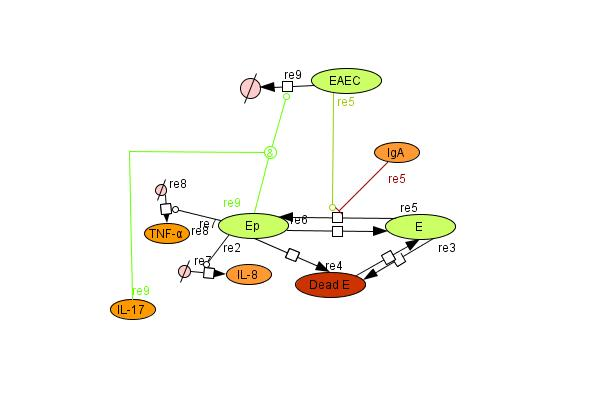 re9
EAEC
re5
IgA
re5
re8
re9
re5
re7
re6
TNF-α
re8
Ep
E
re2
re3
re7
re4
IL-8
Dead E
re9
IL-17
&